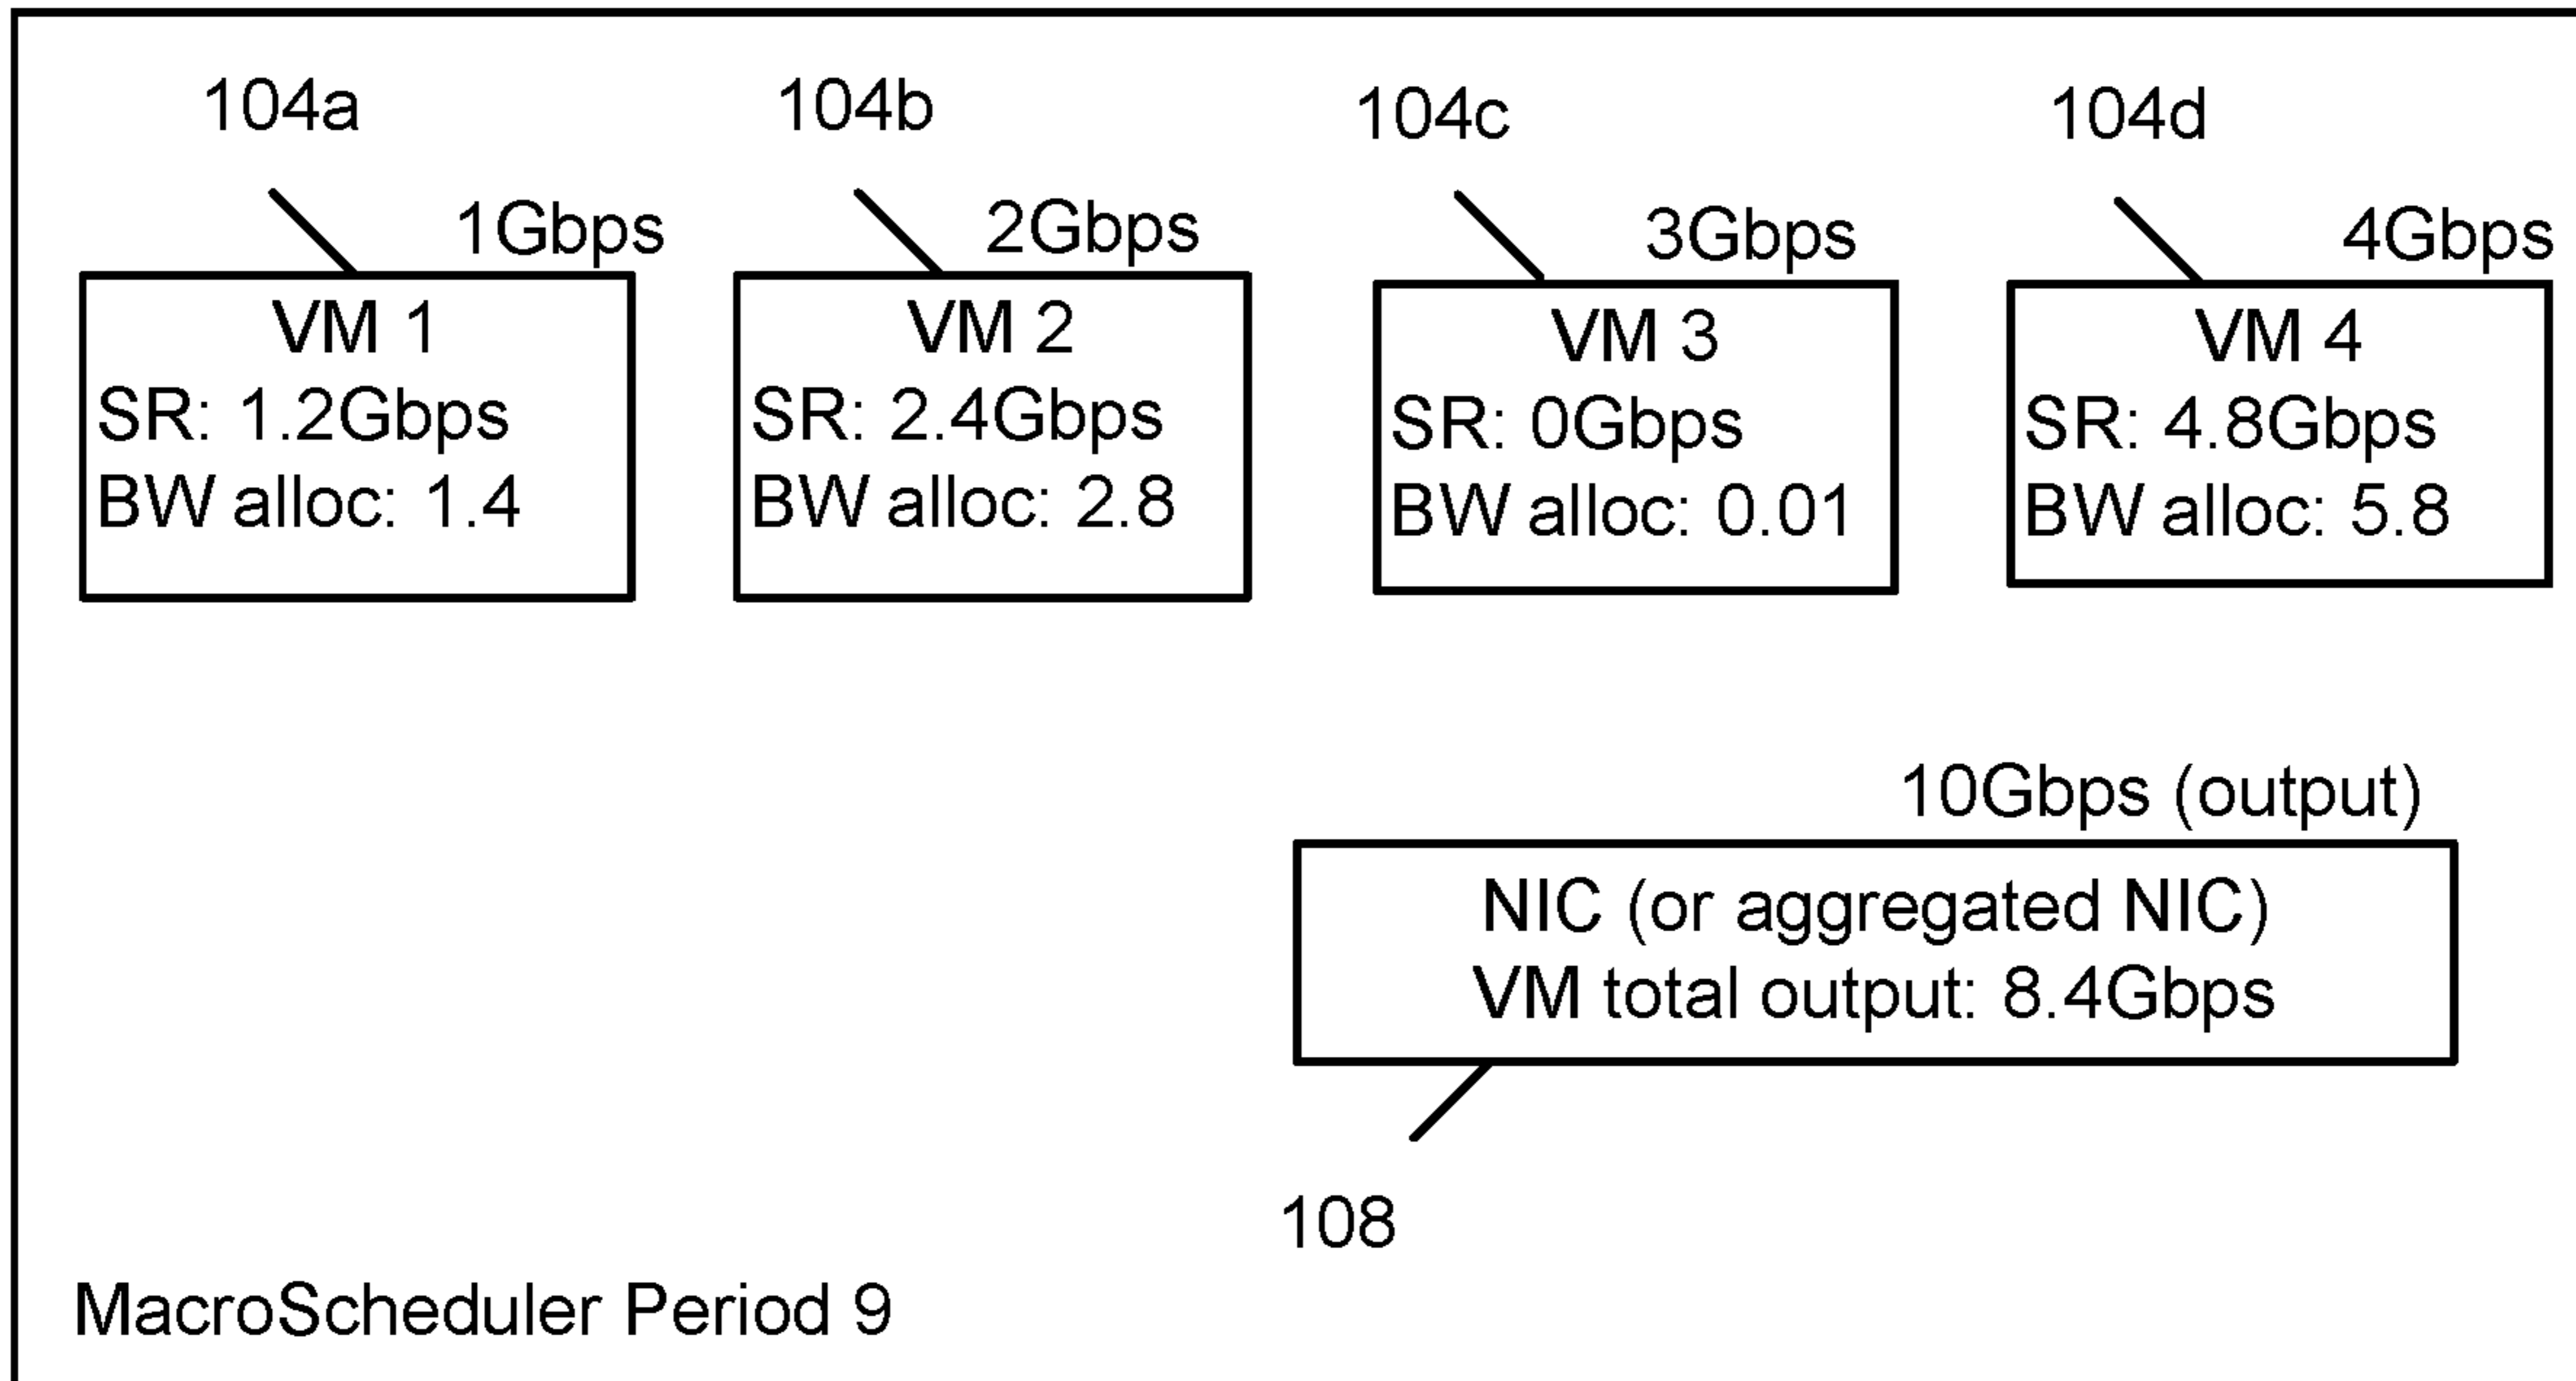 104a
104b
104c
104d
1Gbps
2Gbps
3Gbps
4Gbps
VM 1
SR: 1.2Gbps
BW alloc: 1.4
VM 2
SR: 2.4Gbps
BW alloc: 2.8
VM 3
SR: 0Gbps
BW alloc: 0.01
VM 4
SR: 4.8Gbps
BW alloc: 5.8
10Gbps (output)
NIC (or aggregated NIC)
VM total output: 8.4Gbps
108
MacroScheduler Period 9